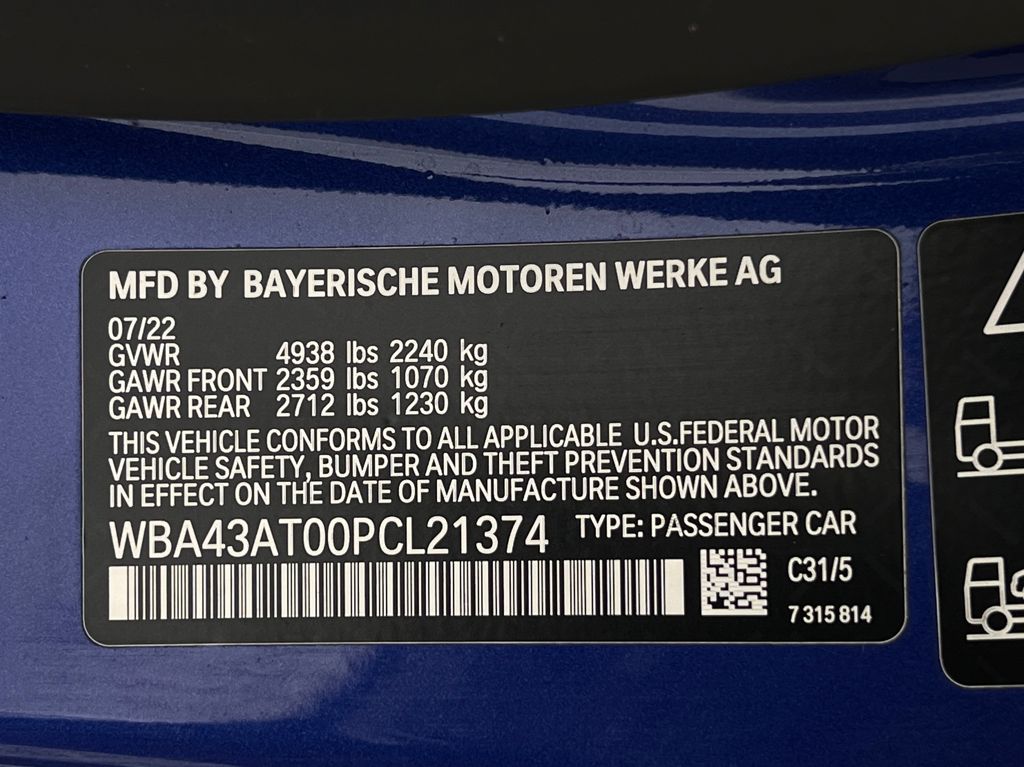 MFD BY BAYERISCHE MOTOREN WERKE AG
07/22
GVWR 4938 lbs 2240 kg
GAWR FRONT 2359 lbs 1070 kg
GAWR REAR 2712 lbs 1230 kg
THIS VEHICLE CONFORMS TO ALL APPLICABLE U.S.FEDERAL MOTOR
VEHICLE SAFETY, BUMPER AND THEFT PREVENTION STANDARDS
IN EFFECT ON THE DATE OF MANUFACTURE SHOWN ABOVE.
WBA43AT00PCL21374 TYPE: PASSENGER CAR
C31/5
7 315 814